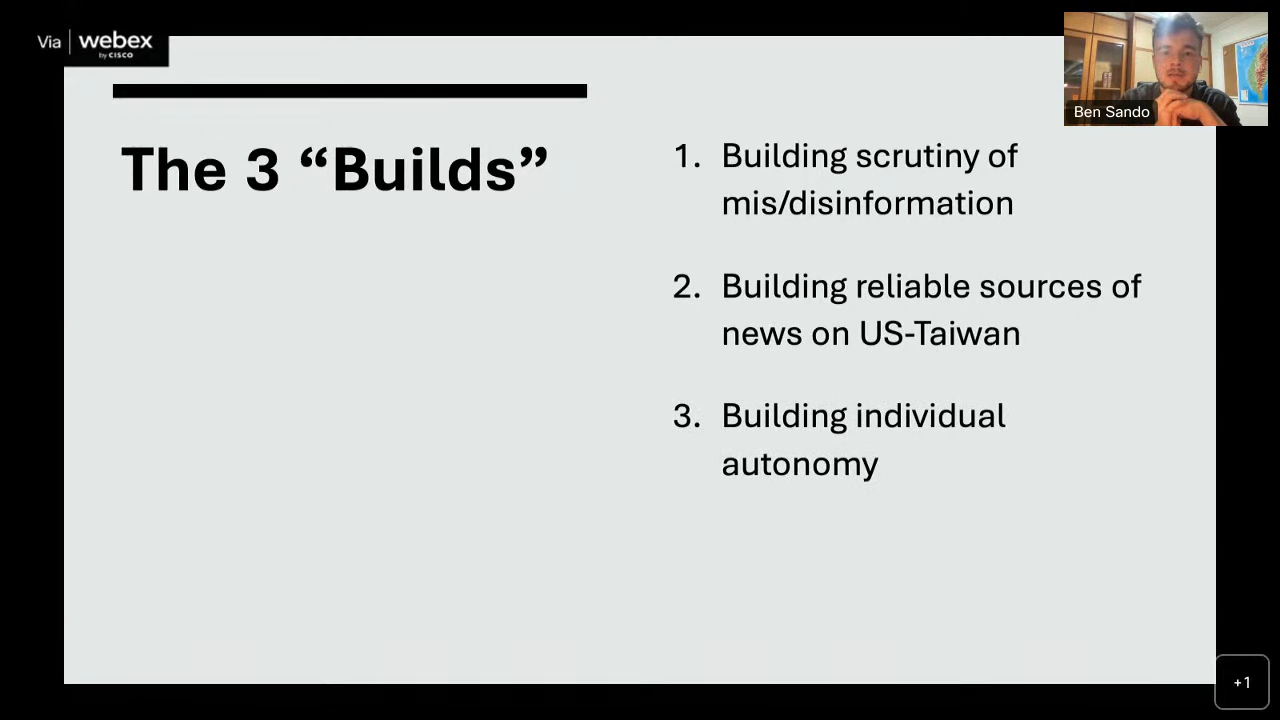 Via webex
by CISCO
Ben Sando
The 3 “Builds”
1. Building scrutiny of
mis/disinformation
2. Building reliable sources of
news on US-Taiwan
3. Building individual
autonomy
+1